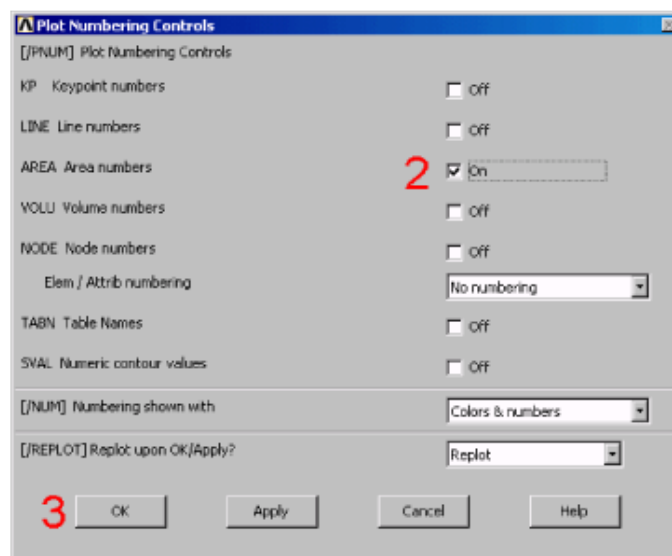 Plot Numbering Controls
[/PNUM] Plot Numbering Controls
KP Keypoint numbers Off
LINE Line numbers Off
AREA Area numbers 2 On
VOLU Volume numbers Off
NODE Node numbers Off
Elem / Attrib numbering No numbering
TABN Table Names Off
SVAL Numeric contour values Off
[/NUM] Numbering shown with Colors & numbers
[/REPLOT] Replot upon OK/Apply? Replot
3 OK Apply Cancel Help